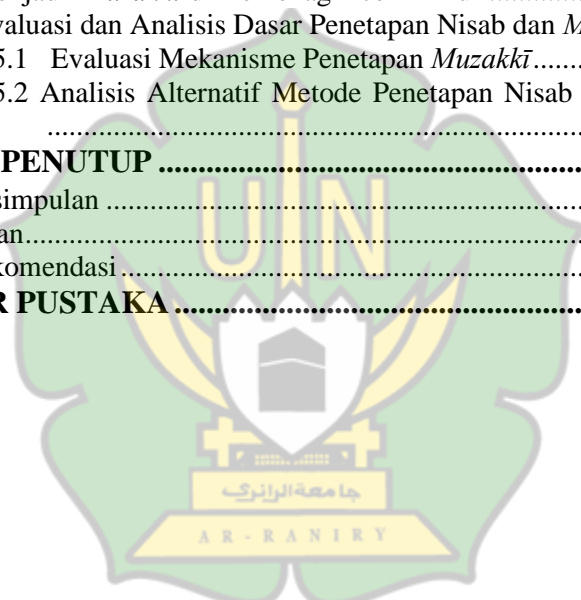 valuasi dan Analisis Dasar Penetapan Nisab dan M
5.1 Evaluasi Mekanisme Penetapan Muzakkī ........
5.2 Analisis Alternatif Metode Penetapan Nisab
................................................................
PENUTUP ................................................
simpulan ................................................
an................................................
komendasi ................................................
R PUSTAKA ................................................
UIN
جامعة الرانري
AR-RANIRY